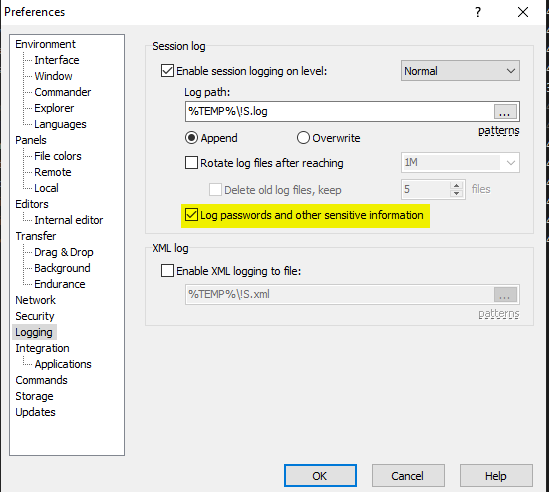 Preferences
Environment
Interface
Window
Commander
Explorer
Languages
Panels
File colors
Remote
Local
Editors
Internal editor
Transfer
Drag & Drop
Background
Endurance
Network
Security
Logging
Integration
Applications
Commands
Storage
Updates
Session log
Enable session logging on level: Normal
Log path:
%TEMP%\!S.log ...
patterns
Append Overwrite
Rotate log files after reaching 1M
Delete old log files, keep 5 files
Log passwords and other sensitive information
XML log
Enable XML logging to file:
%TEMP%\!S.xml ...
patterns
OK Cancel Help